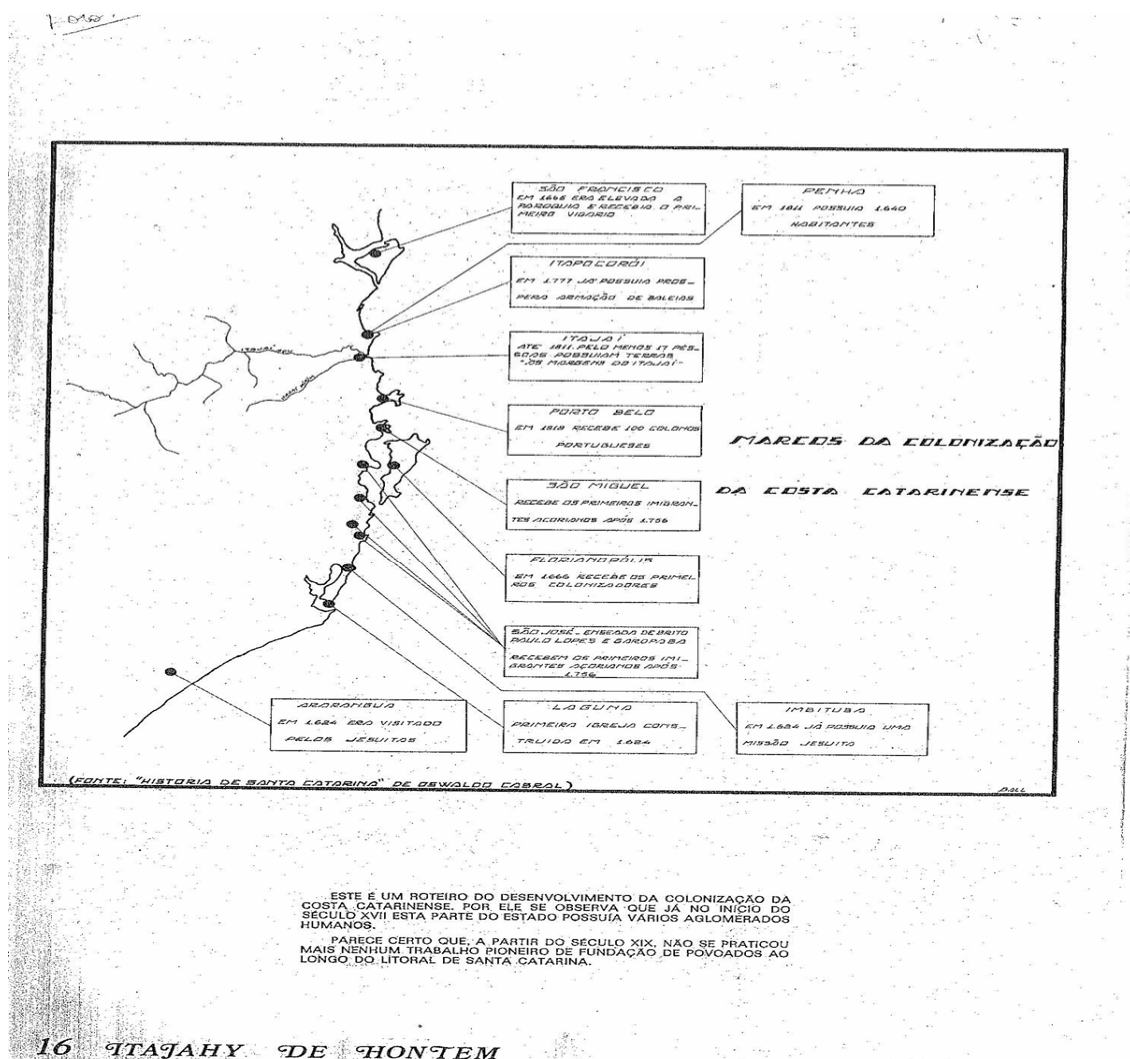 SÃO FRANCISCO
EM 1665 ERA ELEVADA A
PAROQUIA E RECEBIA O PRI-
MEIRO VIGARIO
PENHA
EM 1811 POSSUIA 1.640
HABITANTES
ITAPOCORÓI
EM 1.777 JÁ POSSUIA PROS-
PERA ARMAÇÃO DE BALEIAS
ITAJAÍ
ATÉ 1811 PELO MENOS 17 PES-
SOAS POSSUIAM TERRAS
"ÀS MARGENS DO ITAJAÍ"
ITAJAÍ
PORTO BELO
EM 1818 RECEBE 100 COLONOS
PORTUGUESES
MARCOS DA COLONIZAÇÃO
DA COSTA CATARINENSE
SÃO MIGUEL
RECEBE OS PRIMEIROS IMIGRAN-
TES AÇORIANOS APÓS 1.756
FLORIANÓPOLIS
EM 1.666 RECEBE OS PRIMEI-
ROS COLONIZADORES
SÃO JOSÉ - ENSEADA DE BRITO
PAULO LOPES E GAROPABA
RECEBEM OS PRIMEIROS IMI-
GRANTES AÇORIANOS APÓS
1.756
ARARANGUA
EM 1.624 ERA VISITADO
PELOS JESUITAS
LAGUNA
PRIMEIRA IGREJA CONS-
TRUIDA EM 1.624
IMBITUBA
EM 1.624 JÁ POSSUIA UMA
MISSÃO JESUITA
(FONTE: "HISTORIA DE SANTA CATARINA" DE OSWALDO CABRAL)
BALL
ESTE É UM ROTEIRO DO DESENVOLVIMENTO DA COLONIZAÇÃO DA
COSTA CATARINENSE. POR ELE SE OBSERVA QUE JÁ NO INÍCIO DO
SÉCULO XVII ESTA PARTE DO ESTADO POSSUÍA VÁRIOS AGLOMERADOS
HUMANOS.
PARECE CERTO QUE, A PARTIR DO SÉCULO XIX, NÃO SE PRATICOU
MAIS NENHUM TRABALHO PIONEIRO DE FUNDAÇÃO DE POVOADOS AO
LONGO DO LITORAL DE SANTA CATARINA.
16 ITAJAHY DE HONTEM